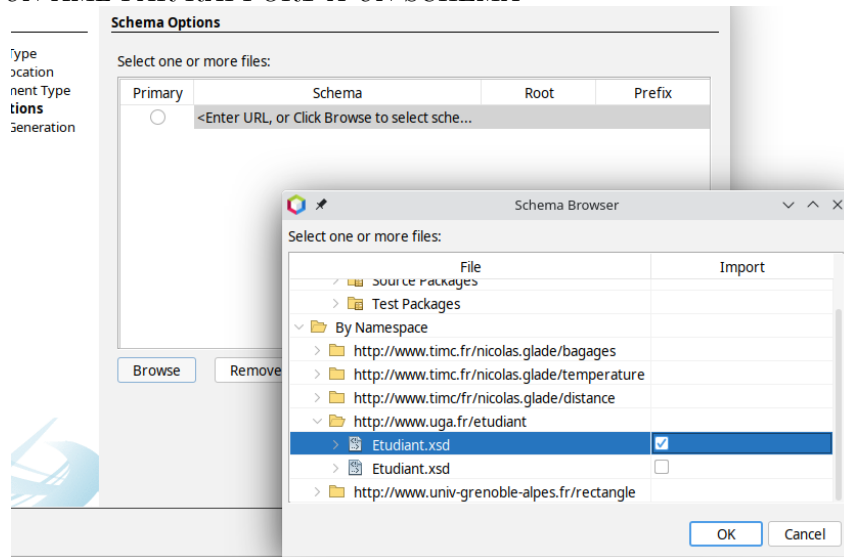 Schema Options
Type
ocation
ment Type
tions
Generation
Select one or more files:
Primary Schema Root Prefix
<Enter URL, or Click Browse to select sche...
Schema Browser
Select one or more files:
File Import
Source Packages
Test Packages
By Namespace
http://www.timc.fr/nicolas.glade/bagages
http://www.timc.fr/nicolas.glade/temperature
http://www.timc/fr/nicolas.glade/distance
http://www.uga.fr/etudiant
Etudiant.xsd
Etudiant.xsd
http://www.univ-grenoble-alpes.fr/rectangle
Browse Remove
OK Cancel